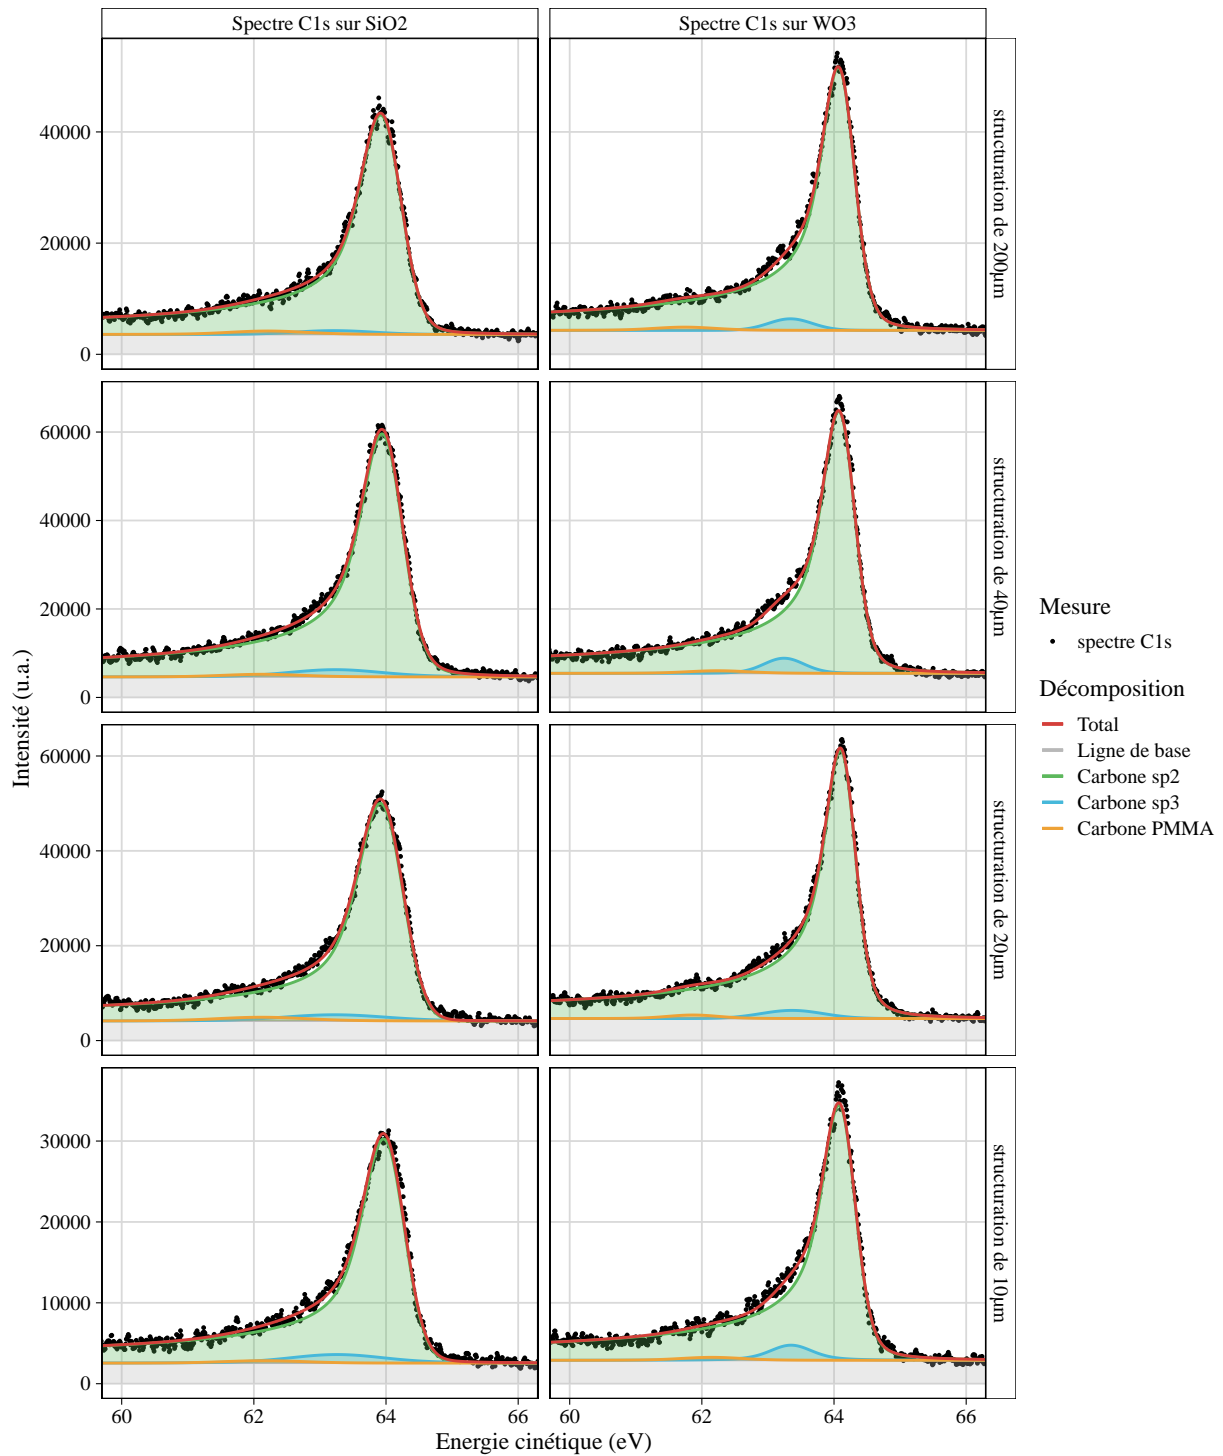 Spectre C1s sur SiO2
Spectre C1s sur WO3
40000
20000
0
structuration de 200µm
60000
40000
20000
0
structuration de 40µm
60000
40000
20000
0
structuration de 20µm
30000
20000
10000
0
structuration de 10µm
60 62 64 66
60 62 64 66
Energie cinétique (eV)
Intensité (u.a.)
Mesure
spectre C1s
Décomposition
Total
Ligne de base
Carbone sp2
Carbone sp3
Carbone PMMA